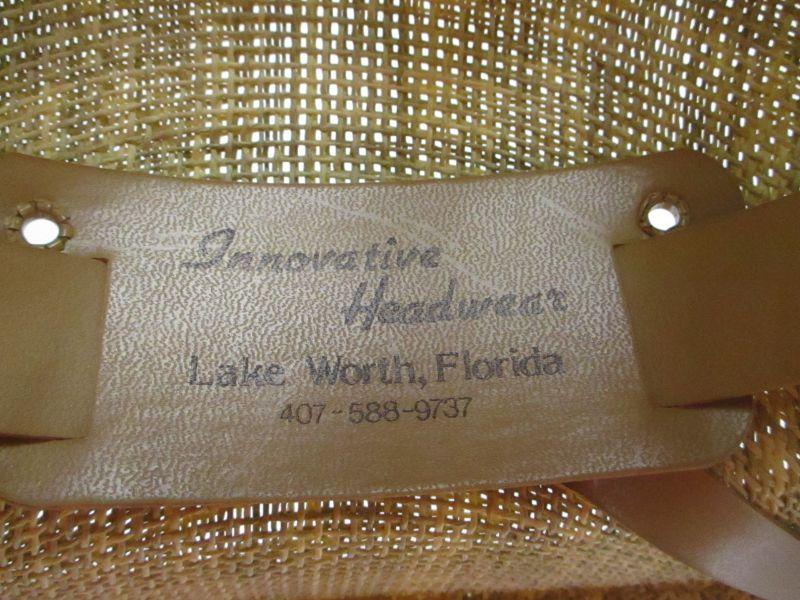 Innovative
Headwear
Lake Worth, Florida
407-588-9737